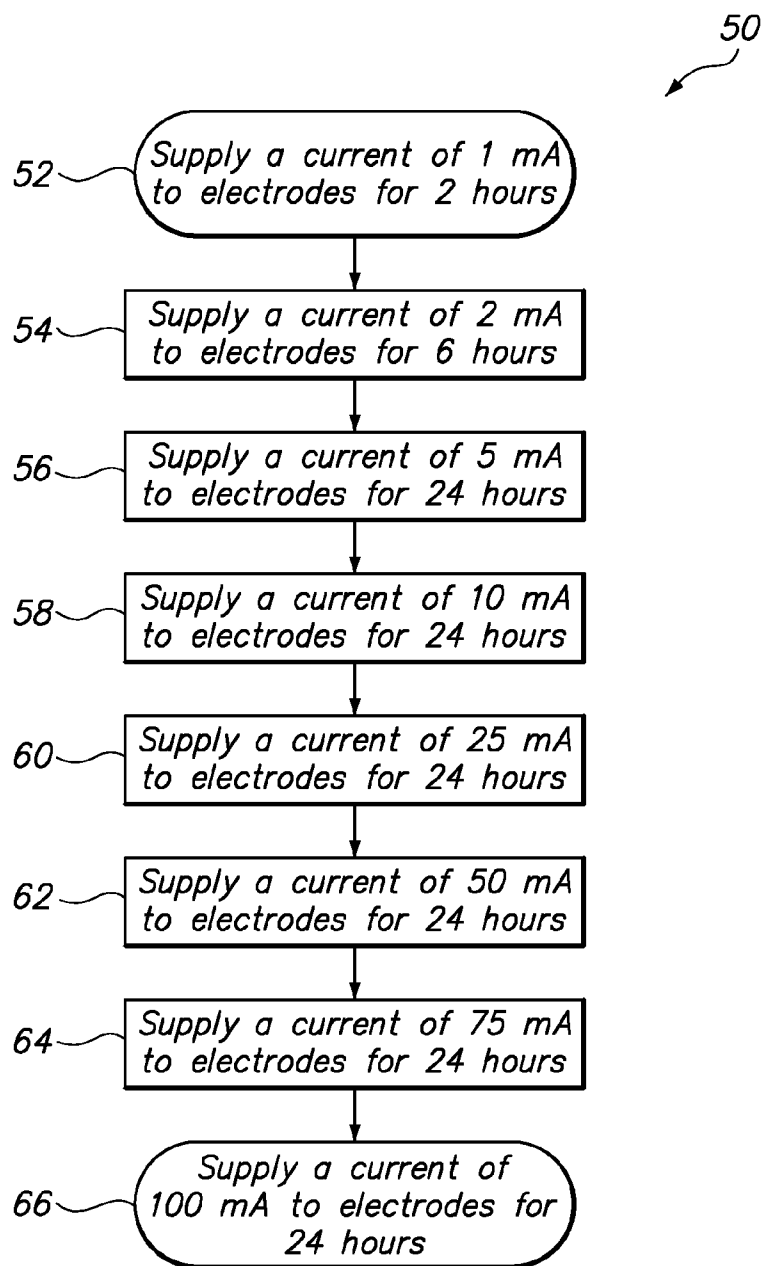 50
52
Supply a current of 1 mA
to electrodes for 2 hours
54
Supply a current of 2 mA
to electrodes for 6 hours
56
Supply a current of 5 mA
to electrodes for 24 hours
58
Supply a current of 10 mA
to electrodes for 24 hours
60
Supply a current of 25 mA
to electrodes for 24 hours
62
Supply a current of 50 mA
to electrodes for 24 hours
64
Supply a current of 75 mA
to electrodes for 24 hours
66
Supply a current of
100 mA to electrodes for
24 hours